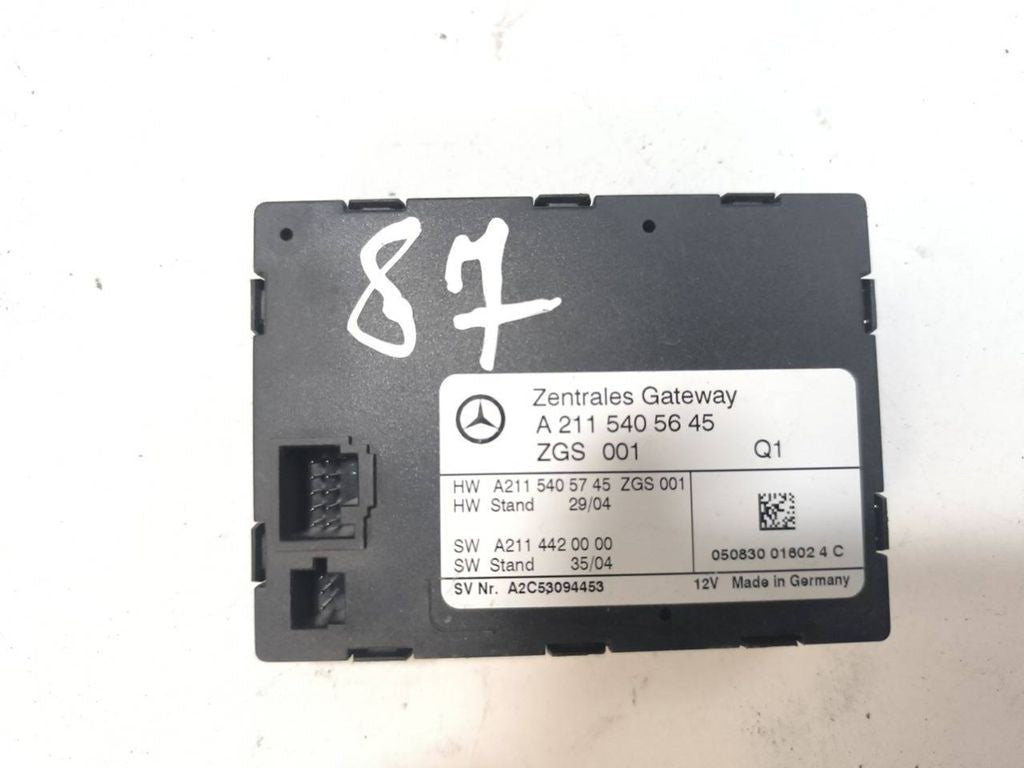 87
Zentrales Gateway
A 211 540 56 45
ZGS 001 Q1
HW A211 540 57 45 ZGS 001
HW Stand 29/04
SW A211 442 00 00
SW Stand 35/04
050830 01602 4 C
SV Nr. A2C53094453
12V Made in Germany